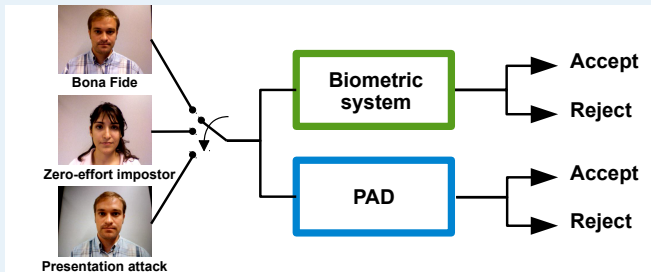 Bona Fide
Zero-effort impostor
Presentation attack
Biometric
system
Accept
Reject
PAD
Accept
Reject